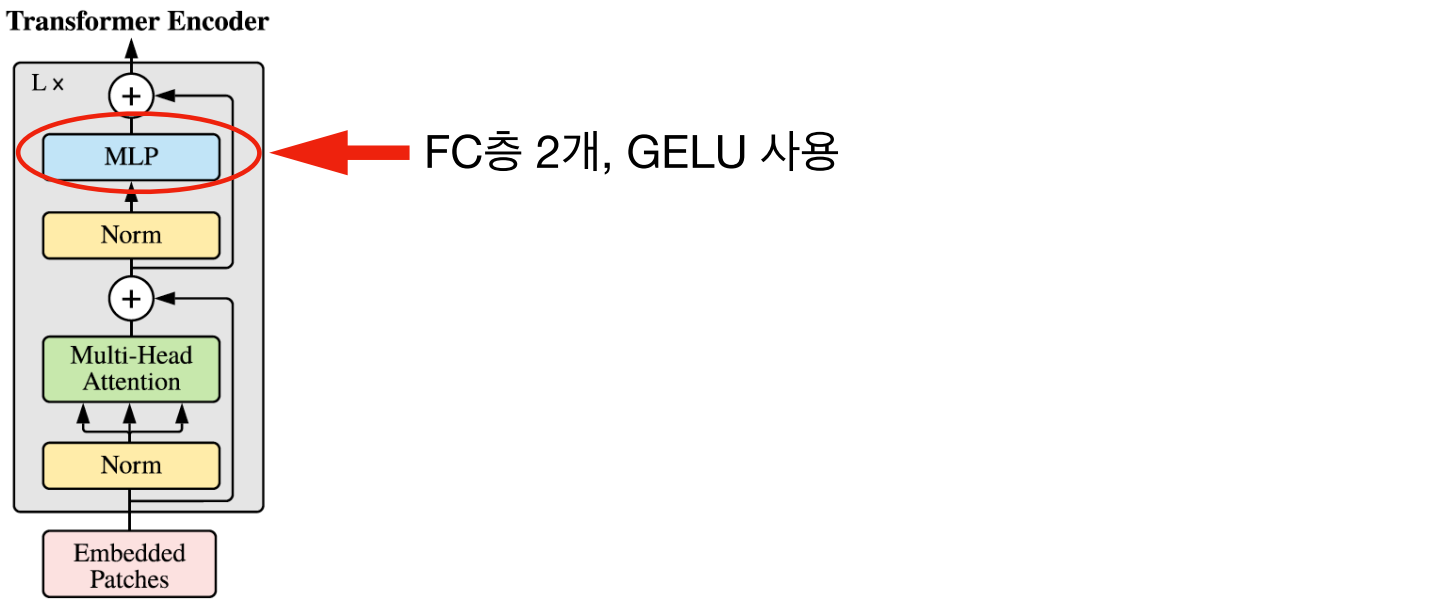 Transformer Encoder
L ×
+
MLP
FC층 2개, GELU 사용
Norm
+
Multi-Head
Attention
Norm
Embedded
Patches